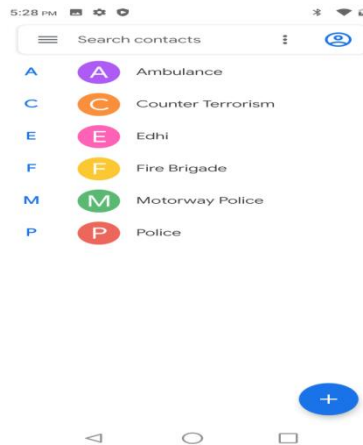 5:28 PM
Search contacts
A A Ambulance
C C Counter Terrorism
E E Edhi
F F Fire Brigade
M M Motorway Police
P P Police